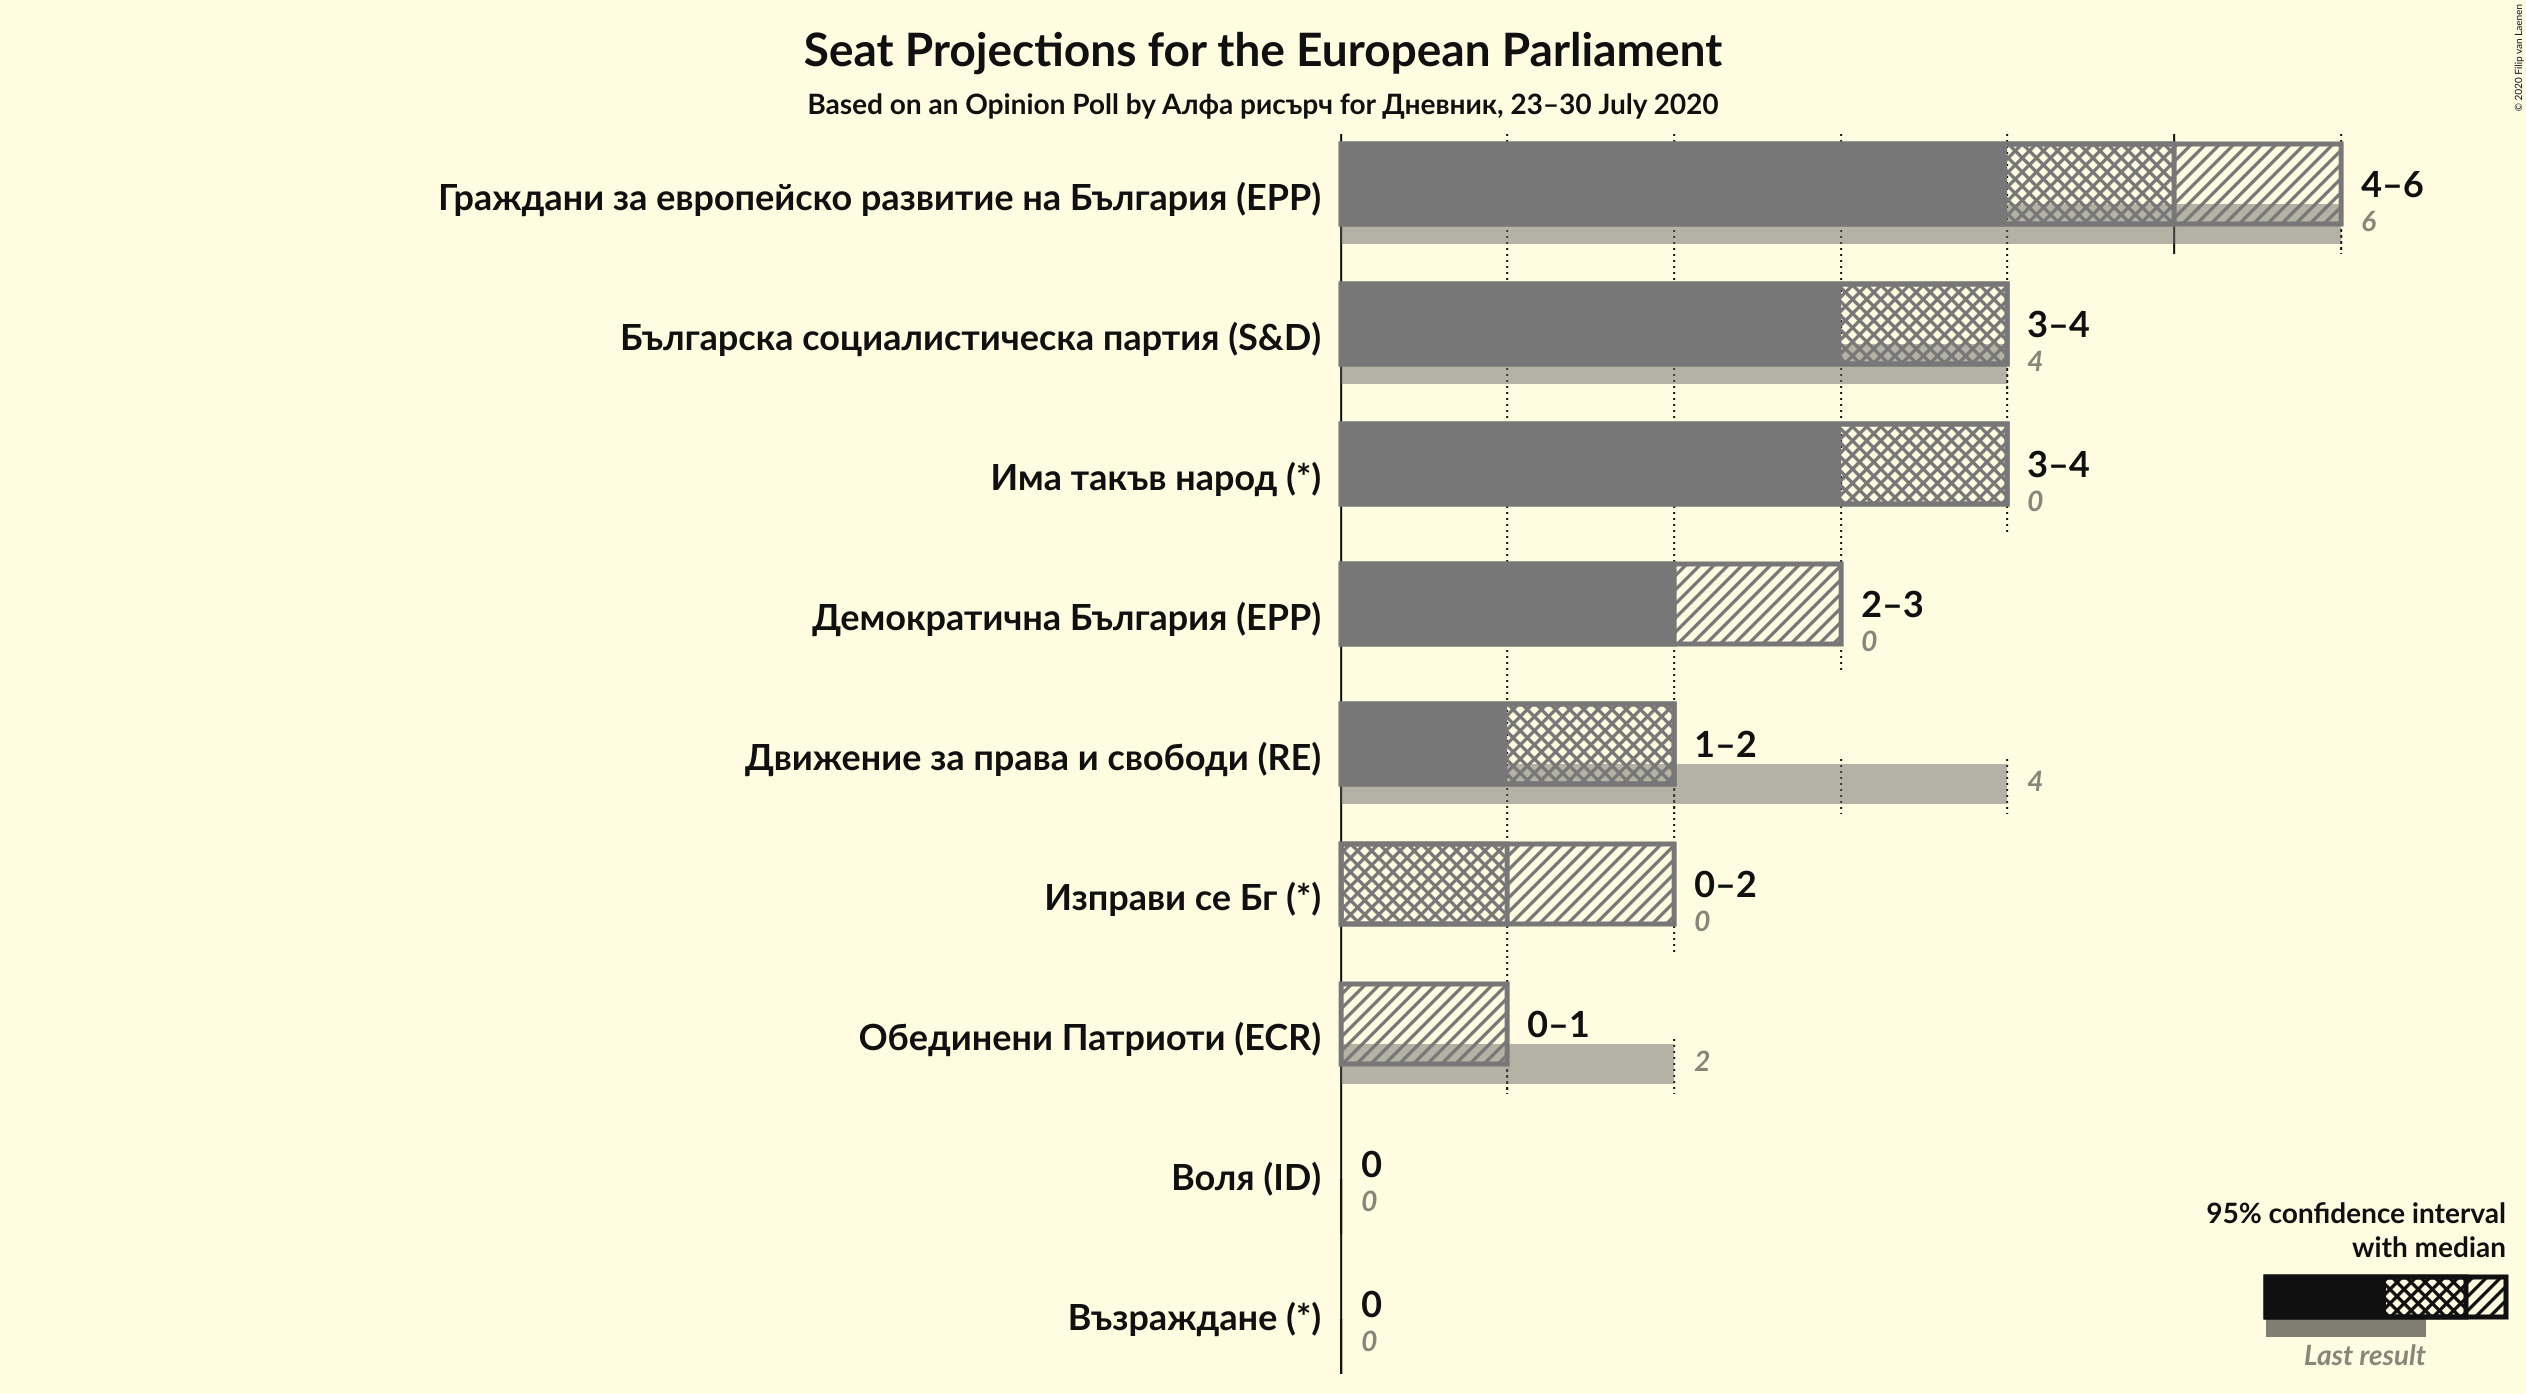 Seat Projections for the European Parliament
Based on an Opinion Poll by Алфа рисърч for Дневник, 23–30 July 2020
© 2020 Filip van Laenen
Граждани за европейско развитие на България (EPP)
4–6
6
Българска социалистическа партия (S&D)
3–4
4
Има такъв народ (*)
3–4
0
Демократична България (EPP)
2–3
0
Движение за права и свободи (RE)
1–2
4
Изправи се Бг (*)
0–2
0
Обединени Патриоти (ECR)
0–1
2
Воля (ID)
0
0
Възраждане (*)
0
0
95% confidence interval
with median
Last result